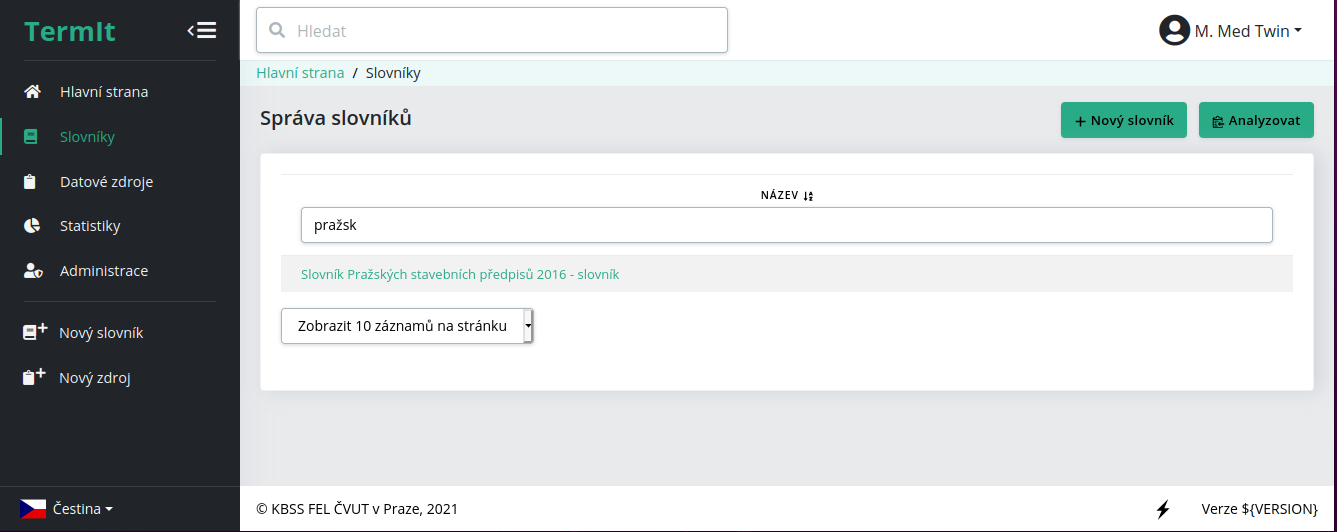 TermIt
Hledat
M. Med Twin
Hlavní strana / Slovníky
Hlavní strana
Slovníky
Datové zdroje
Statistiky
Administrace
Nový slovník
Nový zdroj
Čestina
Správa slovníků
Nový slovník
Analyzovat
NÁZEV
pražsk
Slovník Pražských stavebních předpisů 2016 - slovník
Zobrazit 10 záznamů na stránku
© KBSS FEL ČVUT v Praze, 2021
Verze ${VERSION}